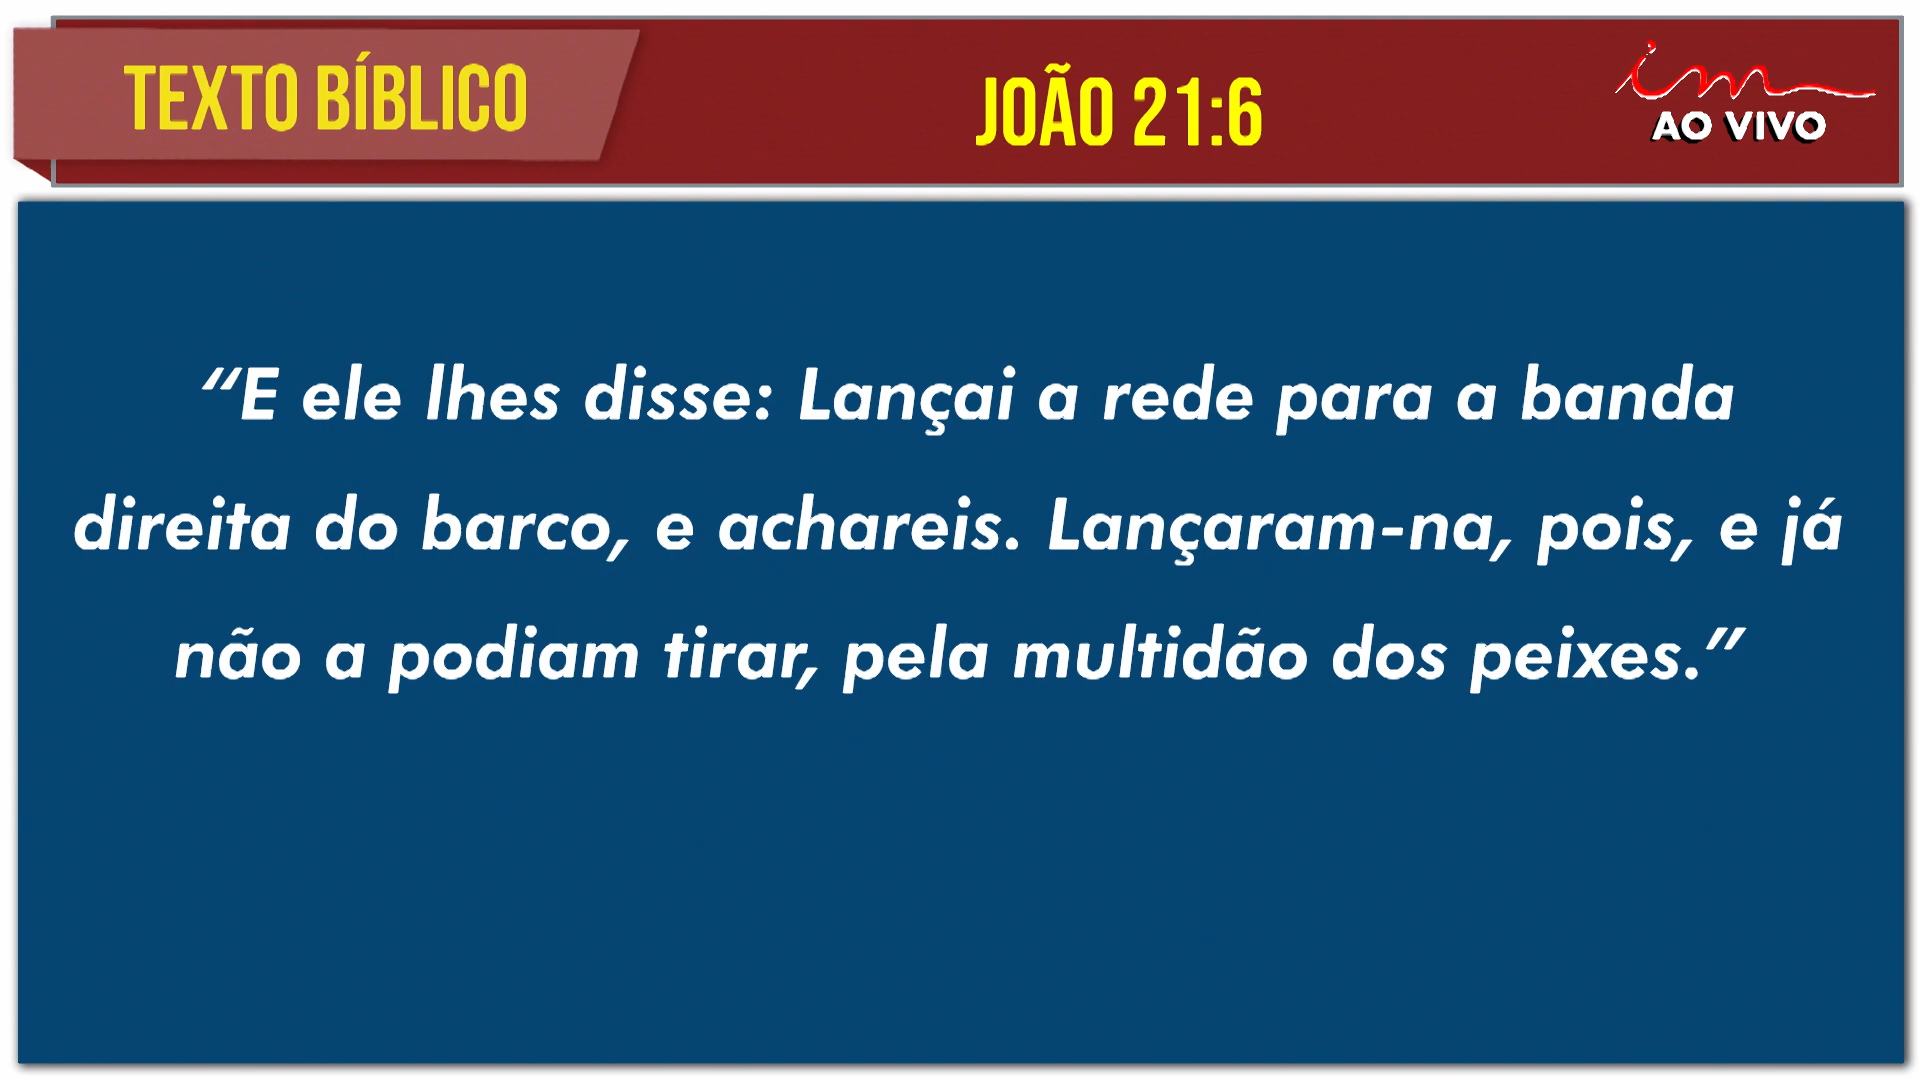 TEXTO BÍBLICO
JOÃO 21:6
im
AO VIVO
“E ele lhes disse: Lançai a rede para a banda
direita do barco, e achareis. Lançaram-na, pois, e já
não a podiam tirar, pela multidão dos peixes.”